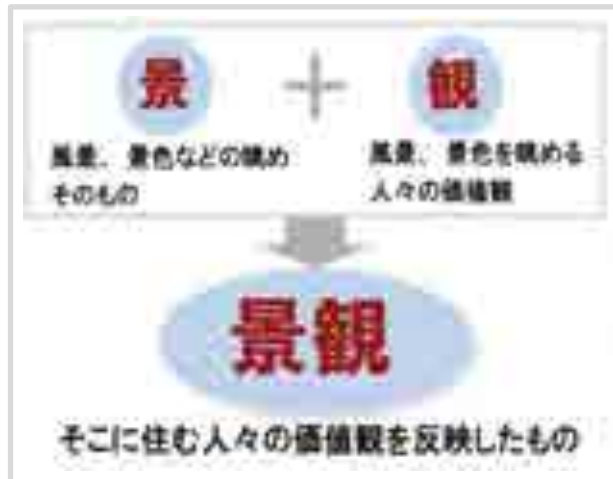 景 + 観
風景、景色などの眺め
そのもの
風景、景色を眺める
人々の価値観
景観
そこに住む人々の価値観を反映したもの